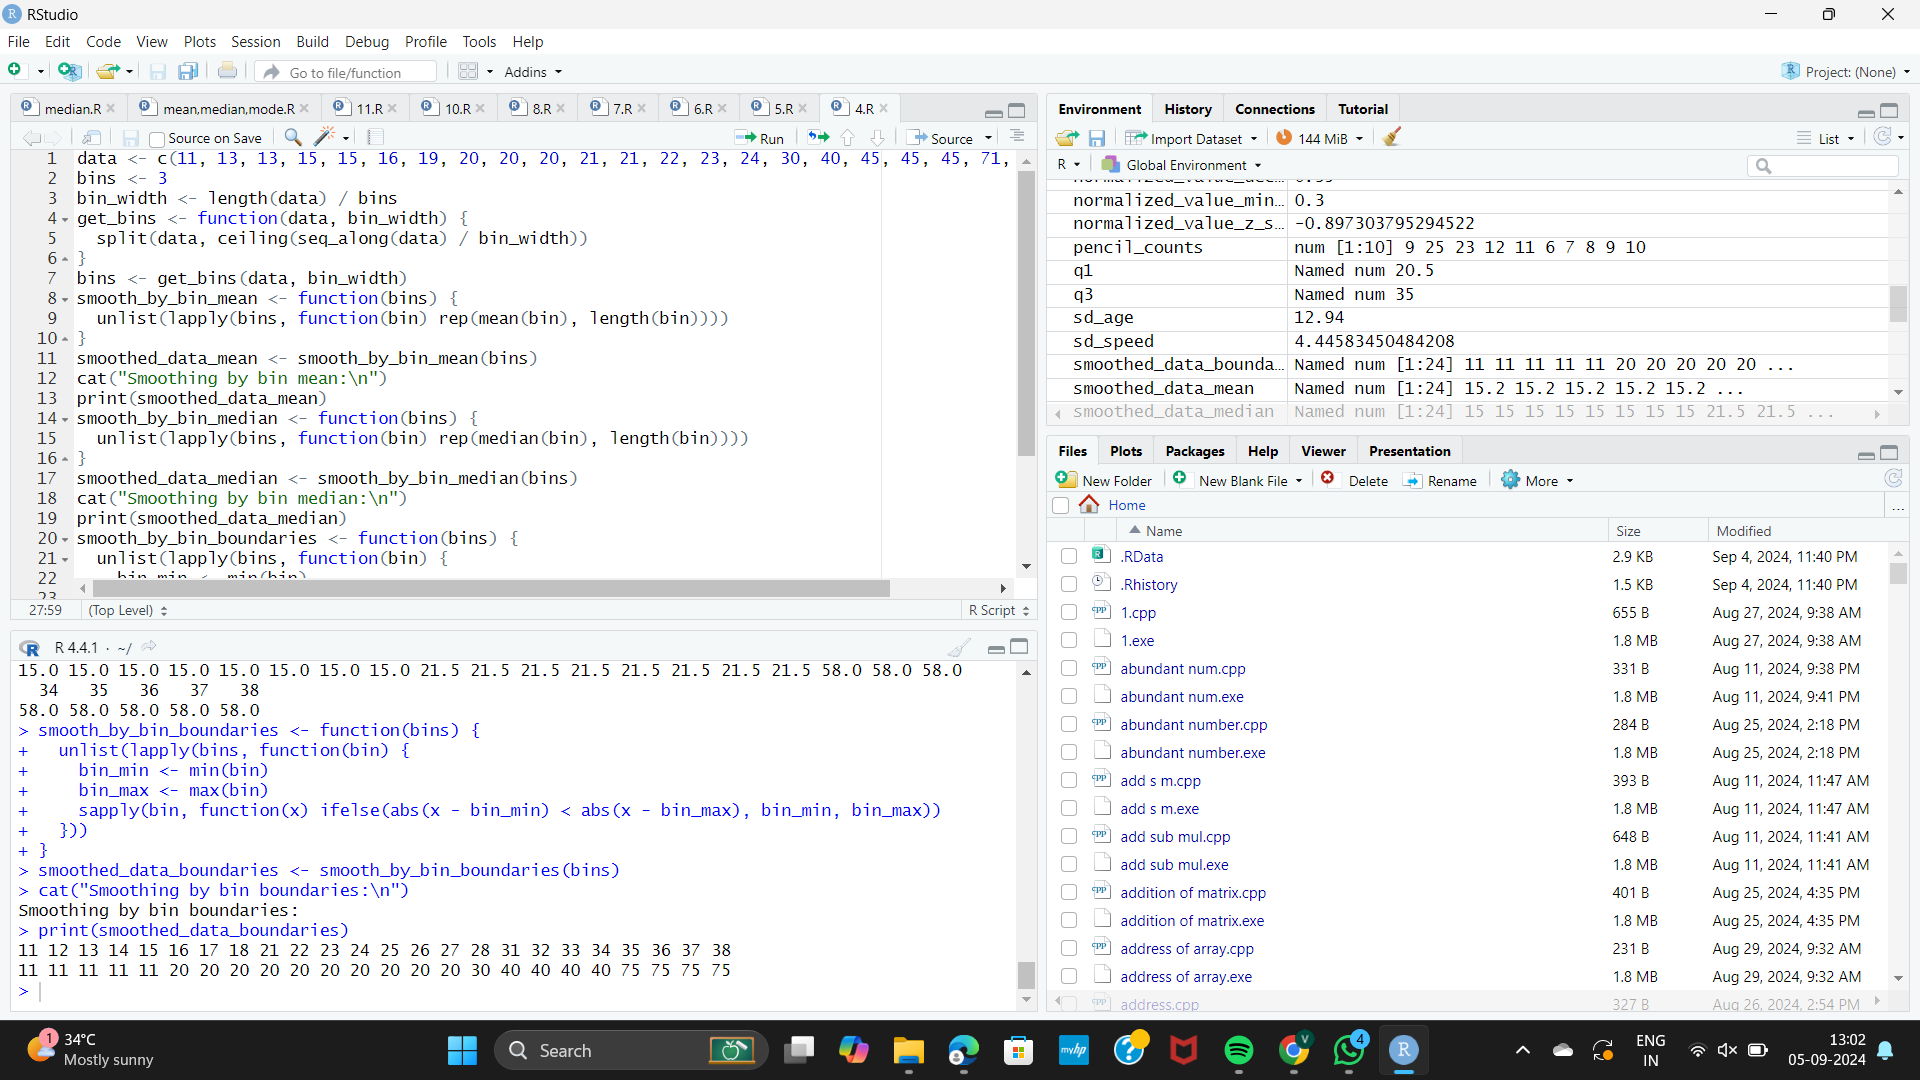 RStudio
File Edit Code View Plots Session Build Debug Profile Tools Help
Go to file/function Addins Project: (None)
median.R mean,median,mode.R 11.R 10.R 8.R 7.R 6.R 5.R 4.R
Source on Save Run Source
1 data <- c(11, 13, 13, 15, 15, 16, 19, 20, 20, 20, 21, 21, 22, 23, 24, 30, 40, 45, 45, 45, 71,
2 bins <- 3
3 bin_width <- length(data) / bins
4 get_bins <- function(data, bin_width) {
5 split(data, ceiling(seq_along(data) / bin_width))
6 }
7 bins <- get_bins(data, bin_width)
8 smooth_by_bin_mean <- function(bins) {
9 unlist(lapply(bins, function(bin) rep(mean(bin), length(bin))))
10 }
11 smoothed_data_mean <- smooth_by_bin_mean(bins)
12 cat("Smoothing by bin mean:\n")
13 print(smoothed_data_mean)
14 smooth_by_bin_median <- function(bins) {
15 unlist(lapply(bins, function(bin) rep(median(bin), length(bin))))
16 }
17 smoothed_data_median <- smooth_by_bin_median(bins)
18 cat("Smoothing by bin median:\n")
19 print(smoothed_data_median)
20 smooth_by_bin_boundaries <- function(bins) {
21 unlist(lapply(bins, function(bin) {
22 bin_min <- min(bin)
23
27:59 (Top Level) R Script
R 4.4.1 · ~/
15.0 15.0 15.0 15.0 15.0 15.0 15.0 15.0 21.5 21.5 21.5 21.5 21.5 21.5 21.5 21.5 58.0 58.0 58.0
34 35 36 37 38
58.0 58.0 58.0 58.0 58.0
> smooth_by_bin_boundaries <- function(bins) {
+ unlist(lapply(bins, function(bin) {
+ bin_min <- min(bin)
+ bin_max <- max(bin)
+ sapply(bin, function(x) ifelse(abs(x - bin_min) < abs(x - bin_max), bin_min, bin_max))
+ }))
+ }
> smoothed_data_boundaries <- smooth_by_bin_boundaries(bins)
> cat("Smoothing by bin boundaries:\n")
Smoothing by bin boundaries:
> print(smoothed_data_boundaries)
11 12 13 14 15 16 17 18 21 22 23 24 25 26 27 28 31 32 33 34 35 36 37 38
11 11 11 11 11 20 20 20 20 20 20 20 20 20 20 30 40 40 40 40 75 75 75 75
>
Environment History Connections Tutorial
Import Dataset 144 MiB List
R Global Environment
normalized_value_min... 0.3
normalized_value_z_s... -0.897303795294522
pencil_counts num [1:10] 9 25 23 12 11 6 7 8 9 10
q1 Named num 20.5
q3 Named num 35
sd_age 12.94
sd_speed 4.44583450484208
smoothed_data_bounda... Named num [1:24] 11 11 11 11 11 20 20 20 20 20 ...
smoothed_data_mean Named num [1:24] 15.2 15.2 15.2 15.2 15.2 ...
smoothed_data_median Named num [1:24] 15 15 15 15 15 15 15 15 21.5 21.5 ...
Files Plots Packages Help Viewer Presentation
New Folder New Blank File Delete Rename More
Home ...
Name Size Modified
.RData 2.9 KB Sep 4, 2024, 11:40 PM
.Rhistory 1.5 KB Sep 4, 2024, 11:40 PM
1.cpp 655 B Aug 27, 2024, 9:38 AM
1.exe 1.8 MB Aug 27, 2024, 9:38 AM
abundant num.cpp 331 B Aug 11, 2024, 9:38 PM
abundant num.exe 1.8 MB Aug 11, 2024, 9:41 PM
abundant number.cpp 284 B Aug 25, 2024, 2:18 PM
abundant number.exe 1.8 MB Aug 25, 2024, 2:18 PM
add s m.cpp 393 B Aug 11, 2024, 11:47 AM
add s m.exe 1.8 MB Aug 11, 2024, 11:47 AM
add sub mul.cpp 648 B Aug 11, 2024, 11:41 AM
add sub mul.exe 1.8 MB Aug 11, 2024, 11:41 AM
addition of matrix.cpp 401 B Aug 25, 2024, 4:35 PM
addition of matrix.exe 1.8 MB Aug 25, 2024, 4:35 PM
address of array.cpp 231 B Aug 29, 2024, 9:32 AM
address of array.exe 1.8 MB Aug 29, 2024, 9:32 AM
address.cpp 327 B Aug 26, 2024, 2:54 PM
1 34°C
Mostly sunny
Search
myhp
V
4
ENG
IN
13:02
05-09-2024